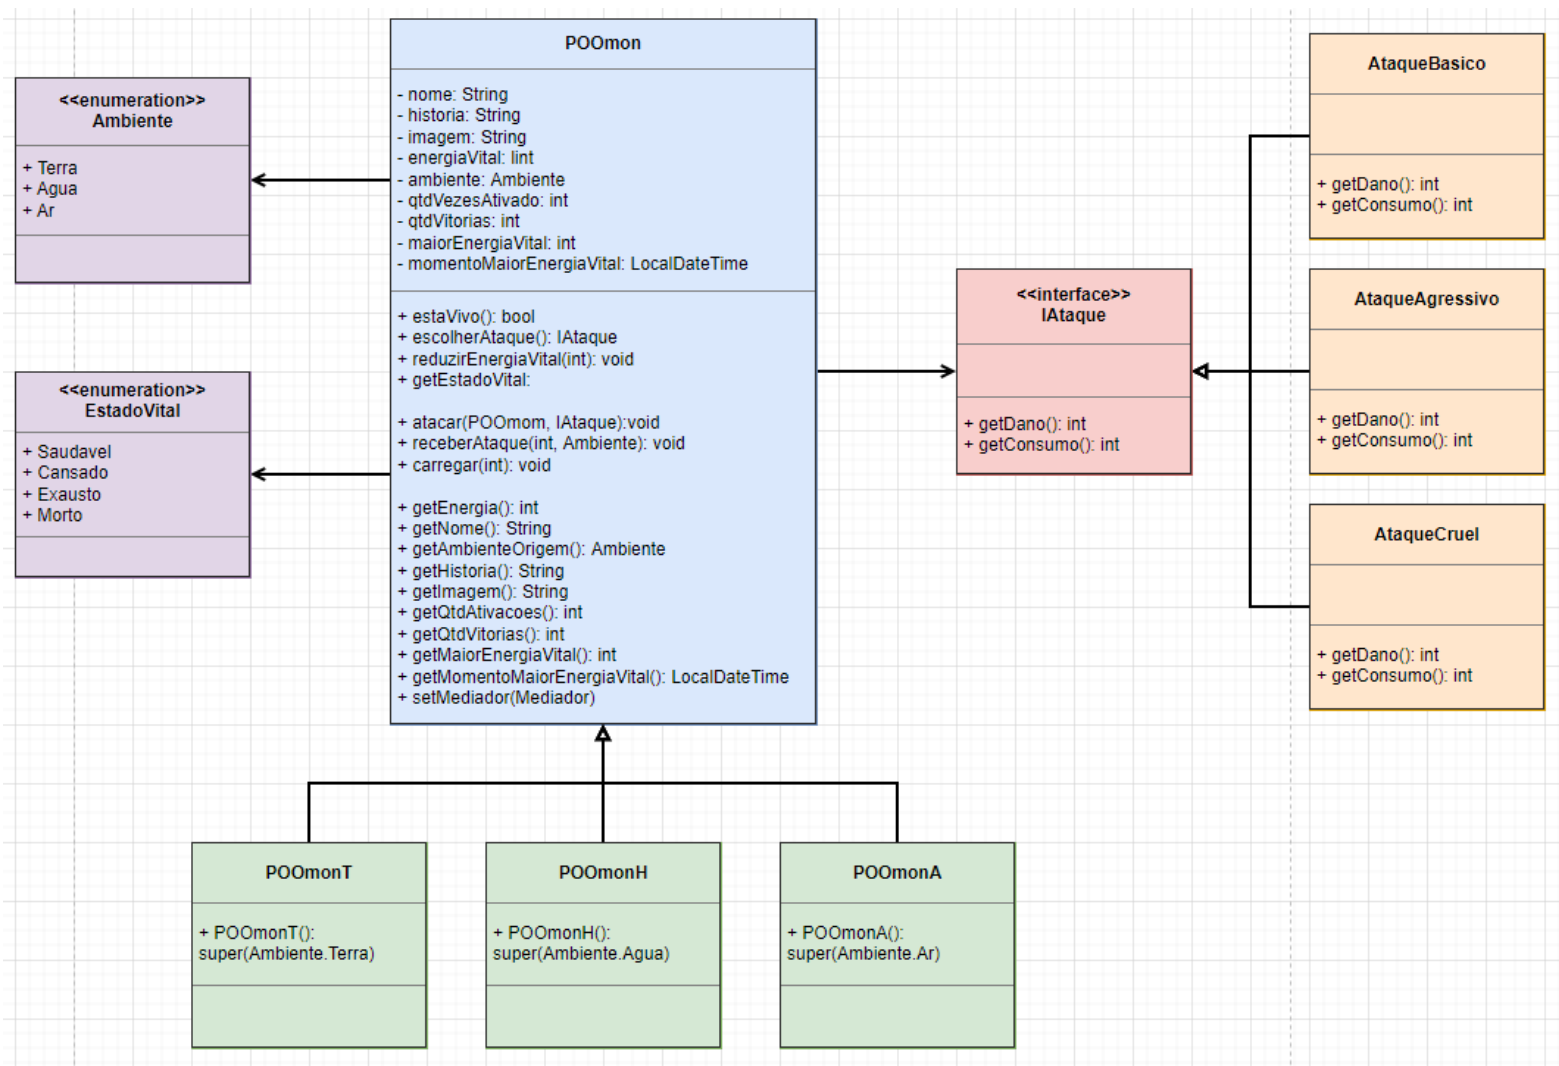 POOmon
- nome: String
- historia: String
- imagem: String
- energiaVital: lint
- ambiente: Ambiente
- qtdVezesAtivado: int
- qtdVitorias: int
- maiorEnergiaVital: int
- momentoMaiorEnergiaVital: LocalDateTime
+ estaVivo(): bool
+ escolherAtaque(): IAtaque
+ reduzirEnergiaVital(int): void
+ getEstadoVital:
+ atacar(POOmom, IAtaque):void
+ receberAtaque(int, Ambiente): void
+ carregar(int): void
+ getEnergia(): int
+ getNome(): String
+ getAmbienteOrigem(): Ambiente
+ getHistoria(): String
+ getImagem(): String
+ getQtdAtivacoes(): int
+ getQtdVitorias(): int
+ getMaiorEnergiaVital(): int
+ getMomentoMaiorEnergiaVital(): LocalDateTime
+ setMediador(Mediador)
<<enumeration>>
Ambiente
+ Terra
+ Agua
+ Ar
<<enumeration>>
EstadoVital
+ Saudavel
+ Cansado
+ Exausto
+ Morto
<<interface>>
IAtaque
+ getDano(): int
+ getConsumo(): int
AtaqueBasico
+ getDano(): int
+ getConsumo(): int
AtaqueAgressivo
+ getDano(): int
+ getConsumo(): int
AtaqueCruel
+ getDano(): int
+ getConsumo(): int
POOmonT
+ POOmonT():
super(Ambiente.Terra)
POOmonH
+ POOmonH():
super(Ambiente.Agua)
POOmonA
+ POOmonA():
super(Ambiente.Ar)